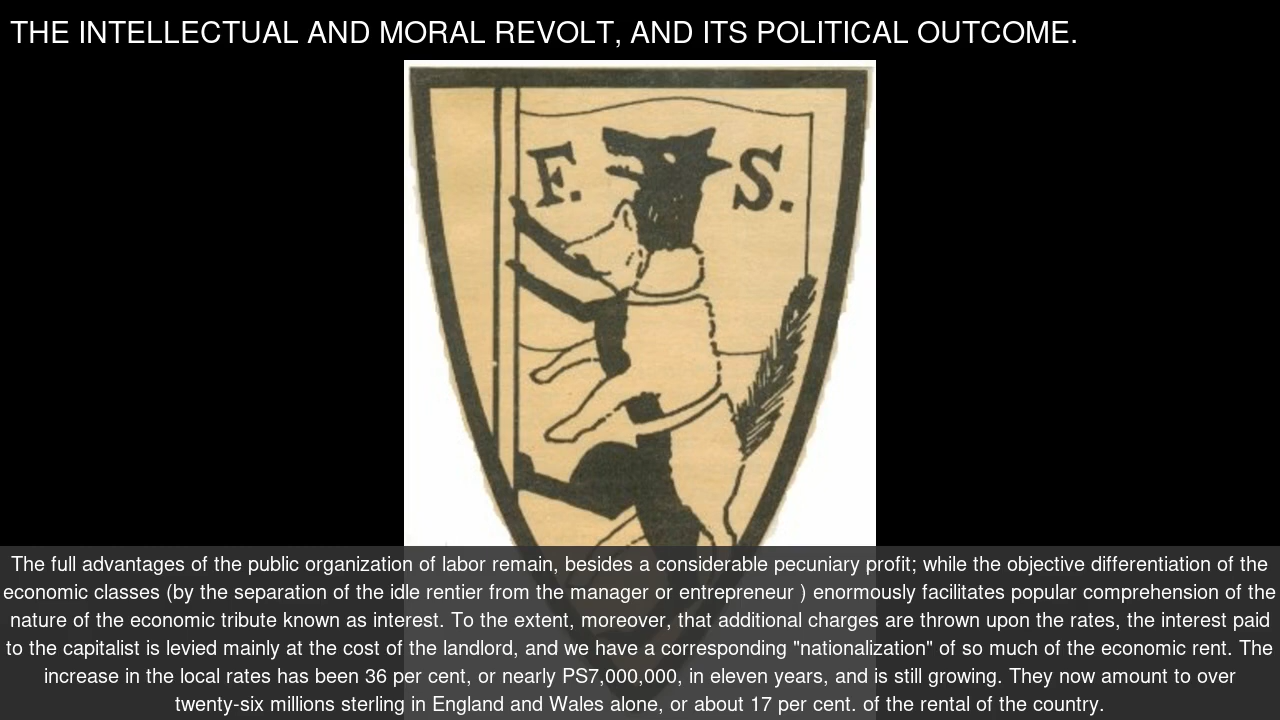 THE INTELLECTUAL AND MORAL REVOLT, AND ITS POLITICAL OUTCOME.
F. S.
The full advantages of the public organization of labor remain, besides a considerable pecuniary profit; while the objective differentiation of the
economic classes (by the separation of the idle rentier from the manager or entrepreneur ) enormously facilitates popular comprehension of the
nature of the economic tribute known as interest. To the extent, moreover, that additional charges are thrown upon the rates, the interest paid
to the capitalist is levied mainly at the cost of the landlord, and we have a corresponding "nationalization" of so much of the economic rent. The
increase in the local rates has been 36 per cent, or nearly PS7,000,000, in eleven years, and is still growing. They now amount to over
twenty-six millions sterling in England and Wales alone, or about 17 per cent. of the rental of the country.